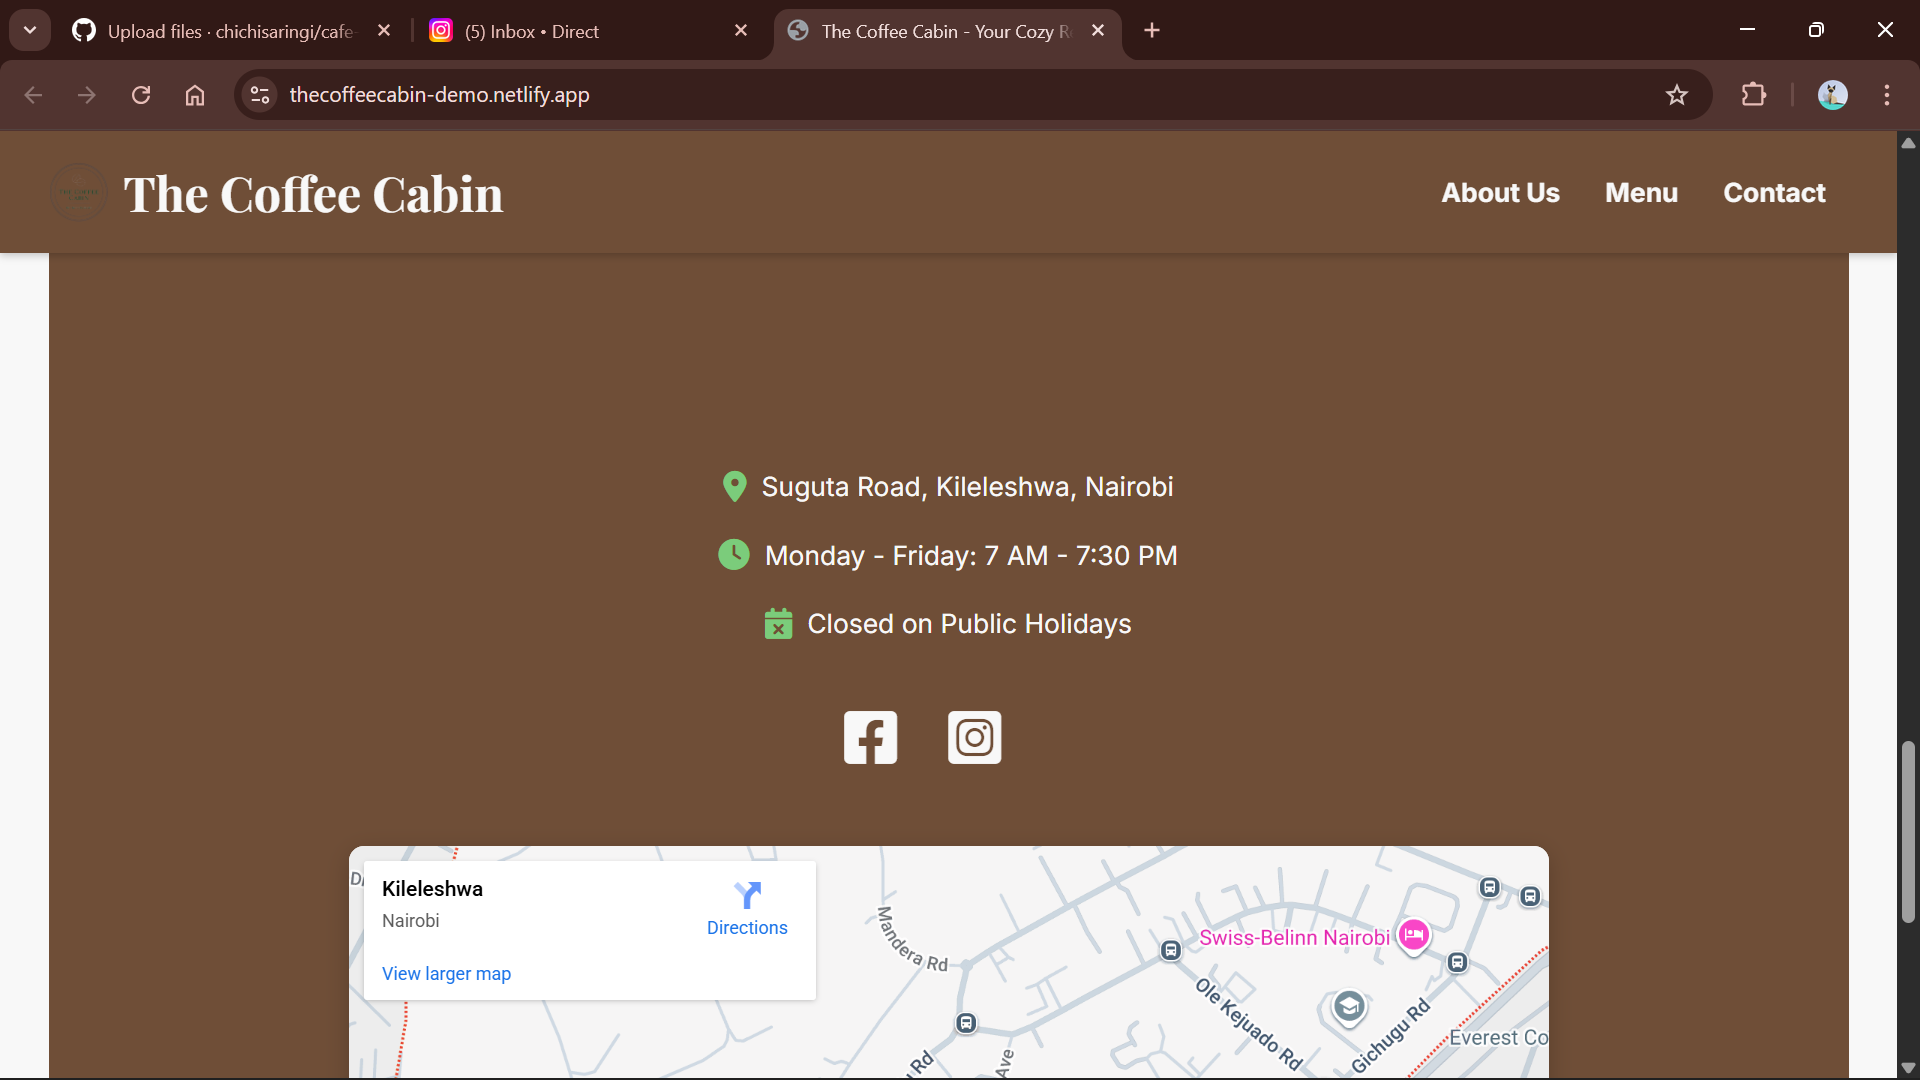 Upload files · chichisaringi/cafe-
(5) Inbox • Direct
The Coffee Cabin - Your Cozy R
thecoffeecabin-demo.netlify.app
The Coffee Cabin
About Us
Menu
Contact
Suguta Road, Kileleshwa, Nairobi
Monday - Friday: 7 AM - 7:30 PM
Closed on Public Holidays
Kileleshwa
Nairobi
Directions
View larger map
Mandera Rd
Swiss-Belinn Nairobi
Ole Kejuado Rd
Gichugu Rd
Everest Co
Rd
Ave